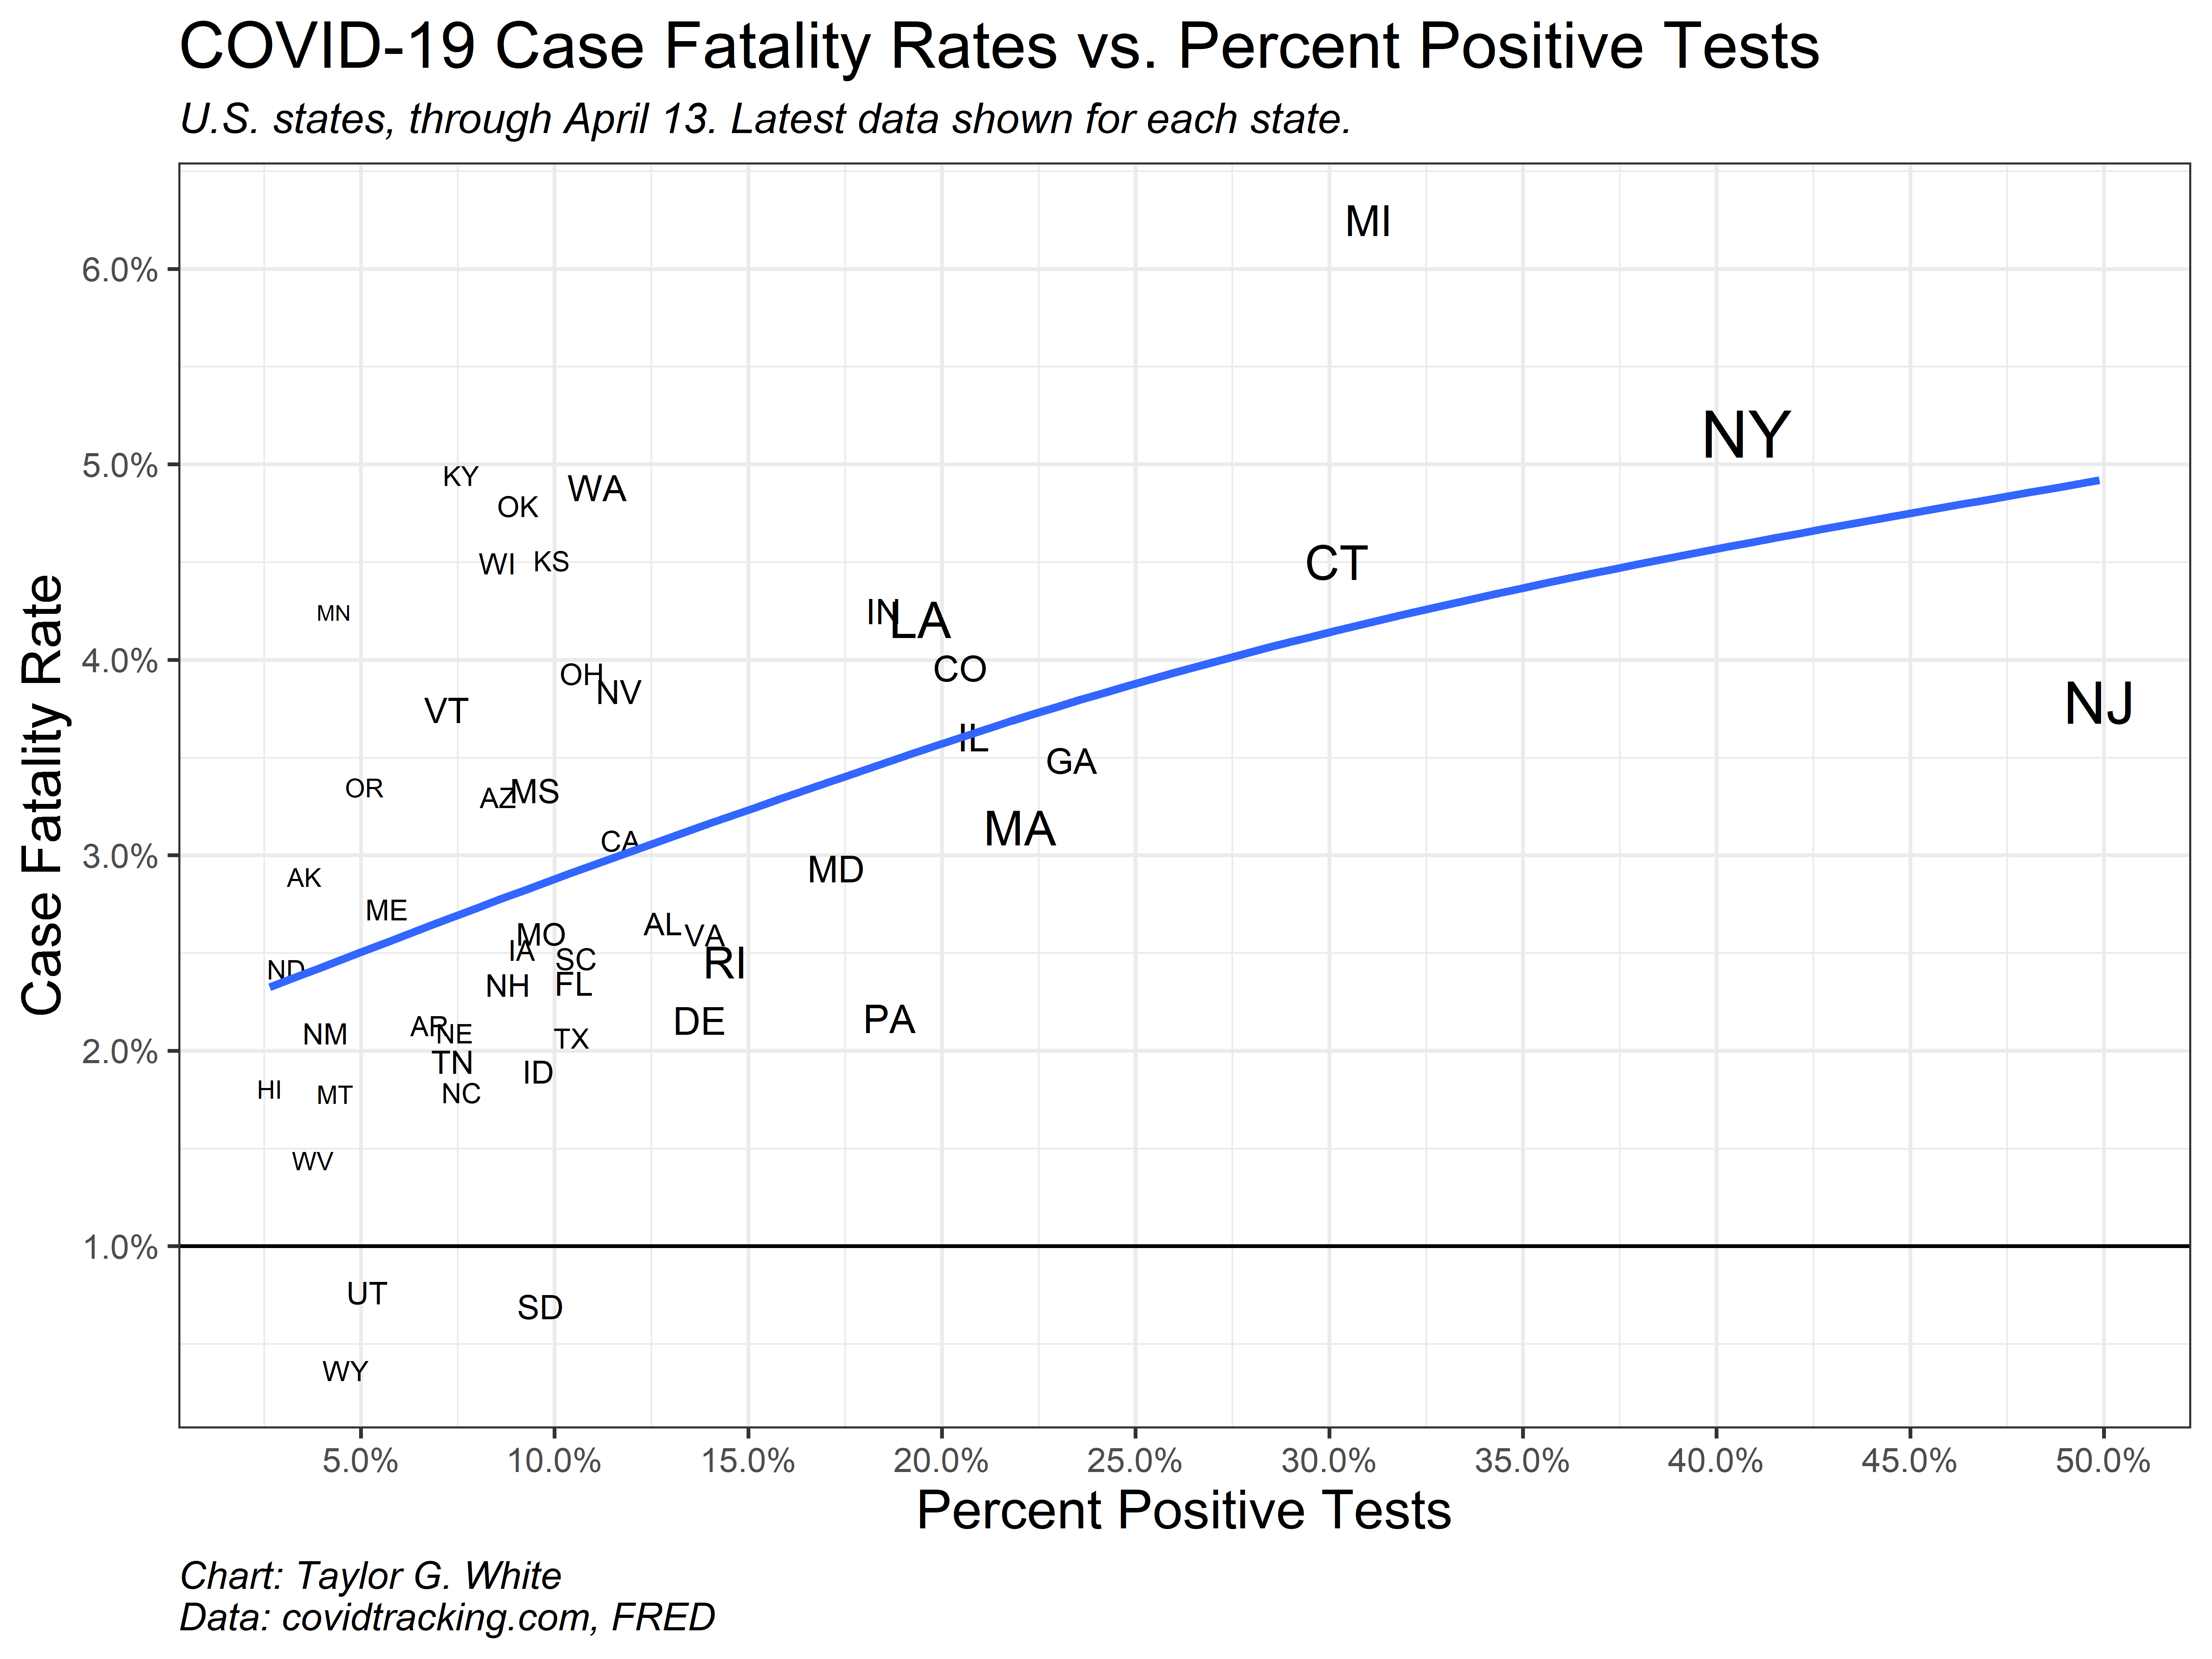 COVID-19 Case Fatality Rates vs. Percent Positive Tests
U.S. states, through April 13. Latest data shown for each state.
Case Fatality Rate
6.0%
5.0%
4.0%
3.0%
2.0%
1.0%
MI
NY
KY
WA
OK
WI
KS
CT
MN
IN
LA
CO
OH
NV
VT
NJ
IL
GA
OR
AZ
MS
CA
MA
AK
MD
ME
AL
VA
MO
IA
SC
RI
ND
NH
FL
NM
AR
NE
TX
DE
PA
TN
ID
HI
MT
NC
WV
UT
SD
WY
5.0% 10.0% 15.0% 20.0% 25.0% 30.0% 35.0% 40.0% 45.0% 50.0%
Percent Positive Tests
Chart: Taylor G. White
Data: covidtracking.com, FRED